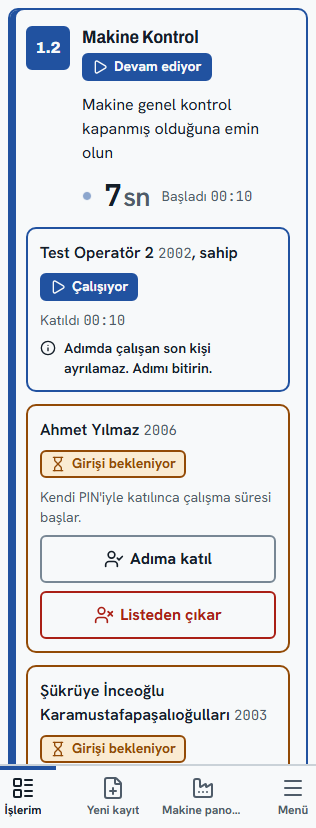 1.2
Makine Kontrol
Devam ediyor
Makine genel kontrol
kapanmış olduğuna emin
olun
7 sn Başladı 00:10
Test Operatör 2 2002, sahip
Çalışıyor
Katıldı 00:10
Adımda çalışan son kişi
ayrılamaz. Adımı bitirin.
Ahmet Yılmaz 2006
Girişi bekleniyor
Kendi PIN'iyle katılınca çalışma süresi
başlar.
Adıma katıl
Listeden çıkar
Şükrüye İnceoğlu
Karamustafapaşalıoğulları 2003
Girişi bekleniyor
İşlerim
Yeni kayıt
Makine pano...
Menü